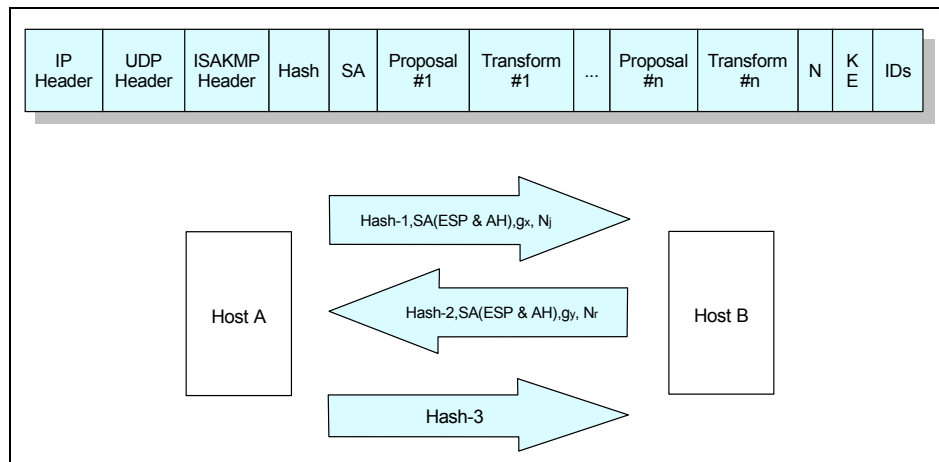 IP Header
UDP Header
ISAKMP Header
Hash
SA
Proposal #1
Transform #1
...
Proposal #n
Transform #n
N
K E
IDs
Hash-1,SA(ESP & AH),gx, Nj
Host A
Host B
Hash-2,SA(ESP & AH),gy, Nr
Hash-3